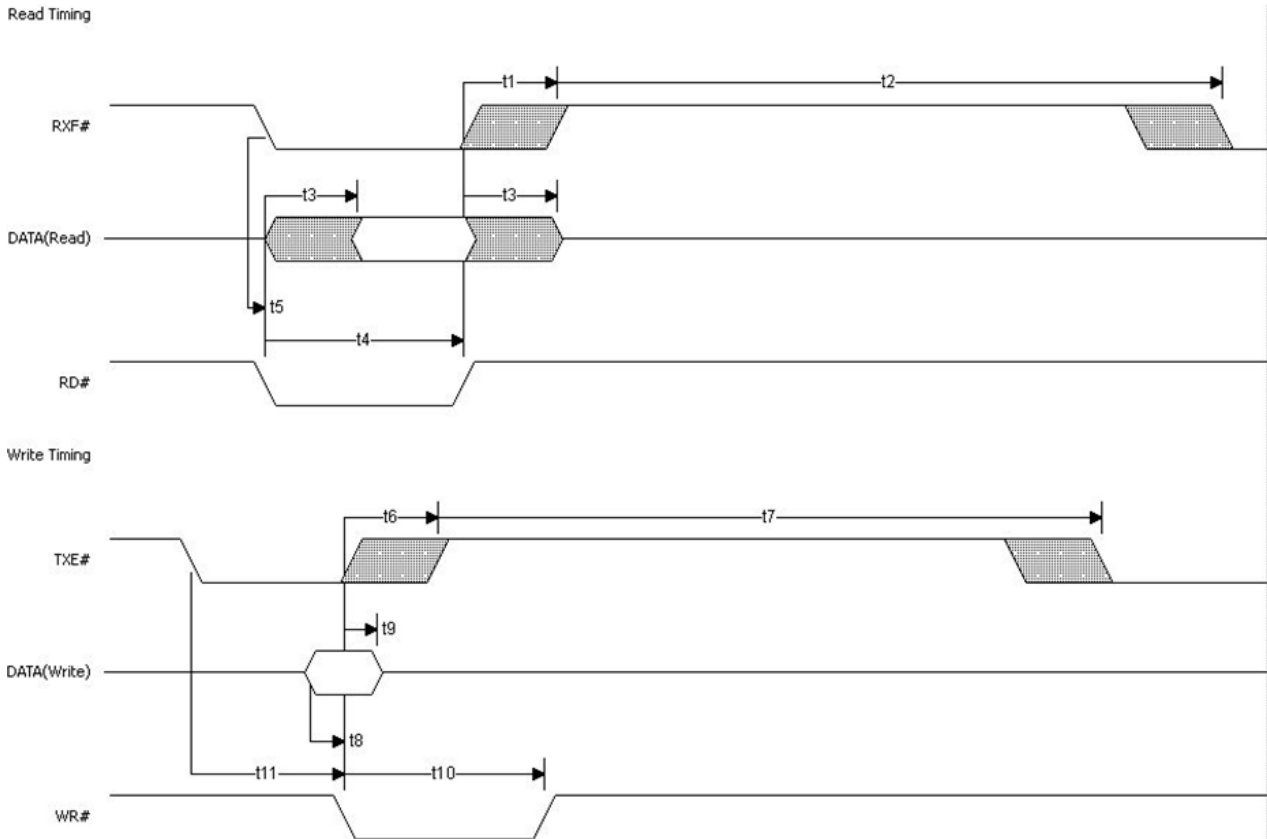 Read Timing
t1
t2
RXF#
t3
t3
DATA(Read)
t5
t4
RD#
Write Timing
t6
t7
TXE#
t9
DATA(Write)
t8
t11
t10
WR#